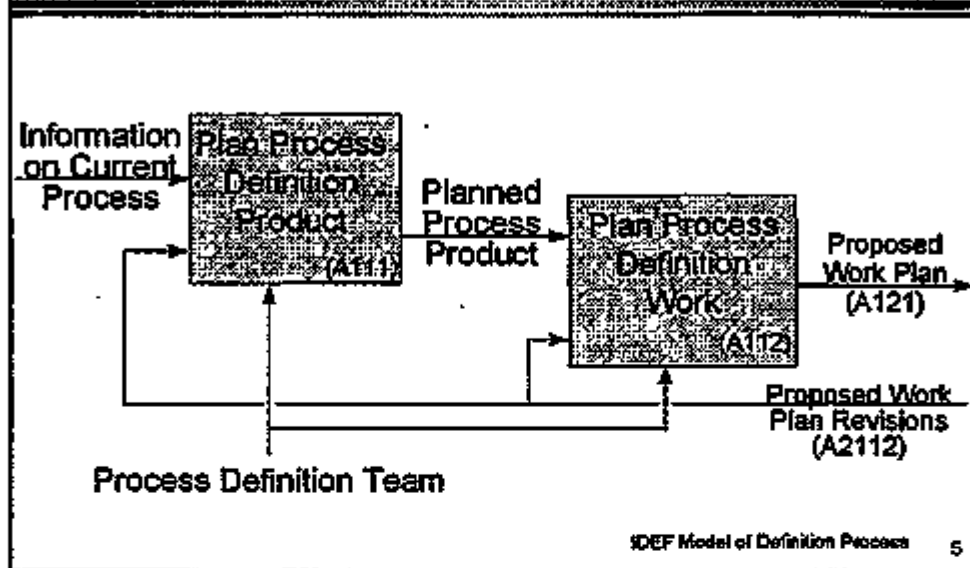 Information
on Current
Process
Plan Process
Definition
Product
(A111)
Planned
Process
Product
Plan Process
Definition
Work
(A112)
Proposed
Work Plan
(A121)
Proposed Work
Plan Revisions
(A2112)
Process Definition Team
IDEF Model of Definition Process 5